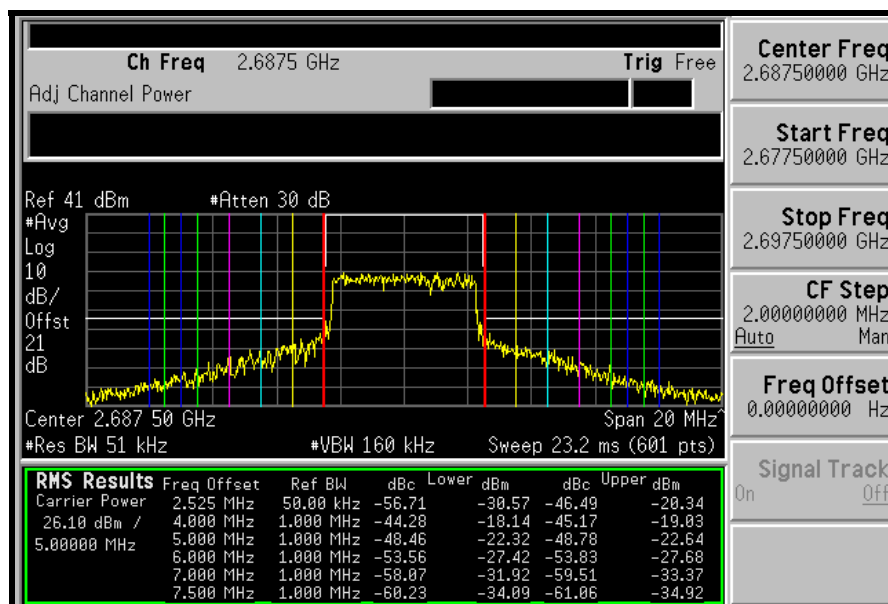 Ch Freq 2.6875 GHz Trig Free
Adj Channel Power
Ref 41 dBm #Atten 30 dB
#Avg
Log
10
dB/
Offst
21
dB
Center 2.687 50 GHz Span 20 MHz^
#Res BW 51 kHz #VBW 160 kHz Sweep 23.2 ms (601 pts)
RMS Results Freq Offset Ref BW dBc Lower dBm dBc Upper dBm
Carrier Power 2.525 MHz 50.00 kHz -56.71 -30.57 -46.49 -20.34
26.10 dBm / 4.000 MHz 1.000 MHz -44.28 -18.14 -45.17 -19.03
5.00000 MHz 5.000 MHz 1.000 MHz -48.46 -22.32 -48.78 -22.64
6.000 MHz 1.000 MHz -53.56 -27.42 -53.83 -27.68
7.000 MHz 1.000 MHz -58.07 -31.92 -59.51 -33.37
7.500 MHz 1.000 MHz -60.23 -34.09 -61.06 -34.92
Center Freq
2.68750000 GHz
Start Freq
2.67750000 GHz
Stop Freq
2.69750000 GHz
CF Step
2.00000000 MHz
Auto Man
Freq Offset
0.00000000 Hz
Signal Track
On Off